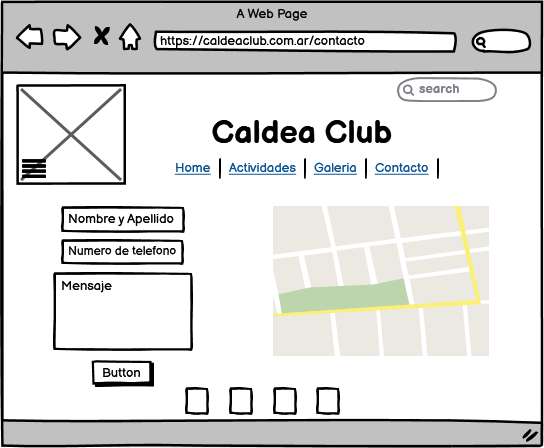 A Web Page
https://caldeaclub.com.ar/contacto
search
Caldea Club
Home Actividades Galeria Contacto
Nombre y Apellido
Numero de telefono
Mensaje
Button